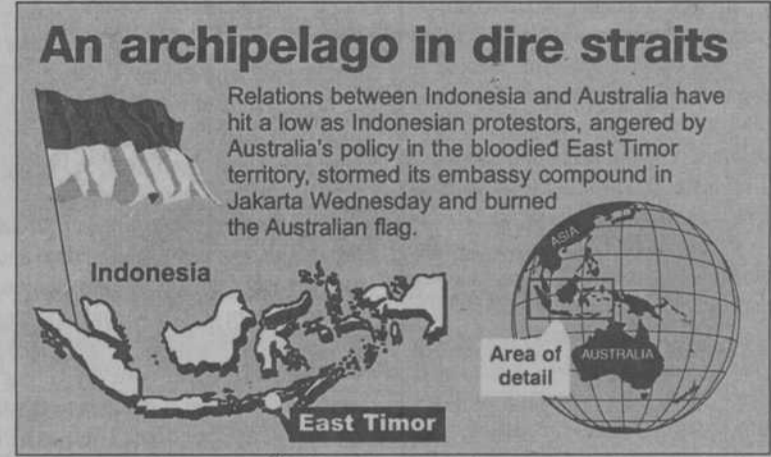 An archipelago in dire straits
Relations between Indonesia and Australia have
hit a low as Indonesian protestors, angered by
Australia's policy in the bloodied East Timor
territory, stormed its embassy compound in
Jakarta Wednesday and burned
the Australian flag.
Indonesia
East Timor
ASIA
AUSTRALIA
Area of
detail